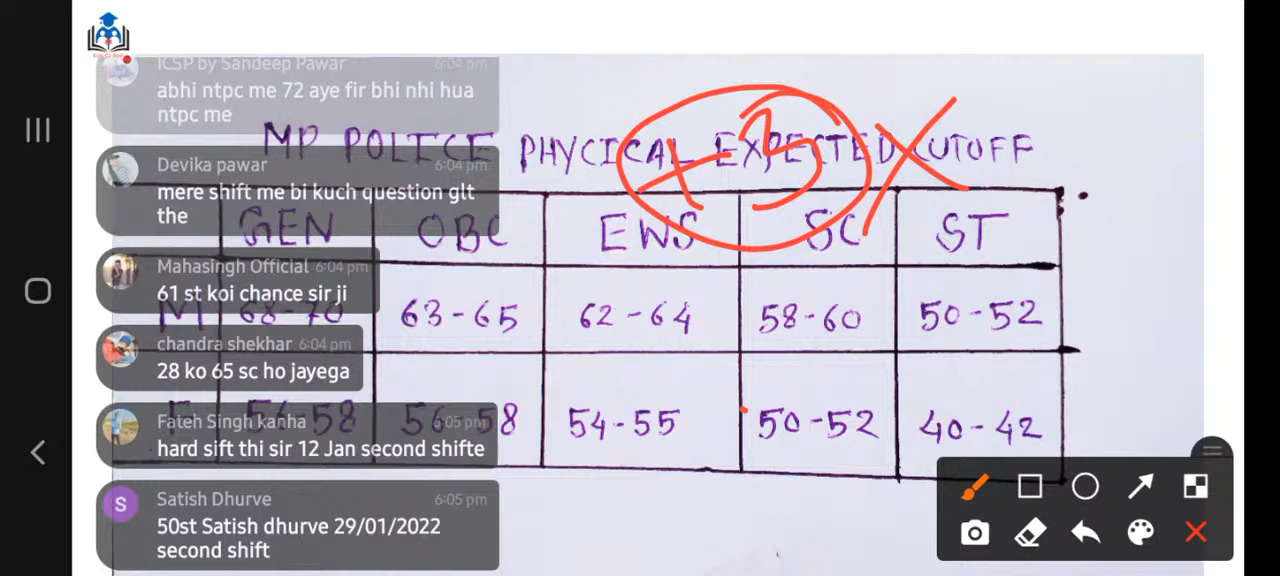 ICSP by Sandeep Pawar 6:04 pm
abhi ntpc me 72 aye fir bhi nhi hua
ntpc me
MP POLICE PHYCICAL EXPECTED CUTOFF
+3
Devika pawar 6:04 pm
mere shift me bi kuch question glt
the
GEN OBC EWS SC ST
Mahasingh Official 6:04 pm
61 st koi chance sir ji
M 68-70 63-65 62-64 58-60 50-52
chandra shekhar 6:04 pm
28 ko 65 sc ho jayega
F 56-58 56-58 54-55 50-52 40-42
Fateh Singh kanha 6:05 pm
hard sift thi sir 12 Jan second shifte
S
Satish Dhurve 6:05 pm
50st Satish dhurve 29/01/2022
second shift